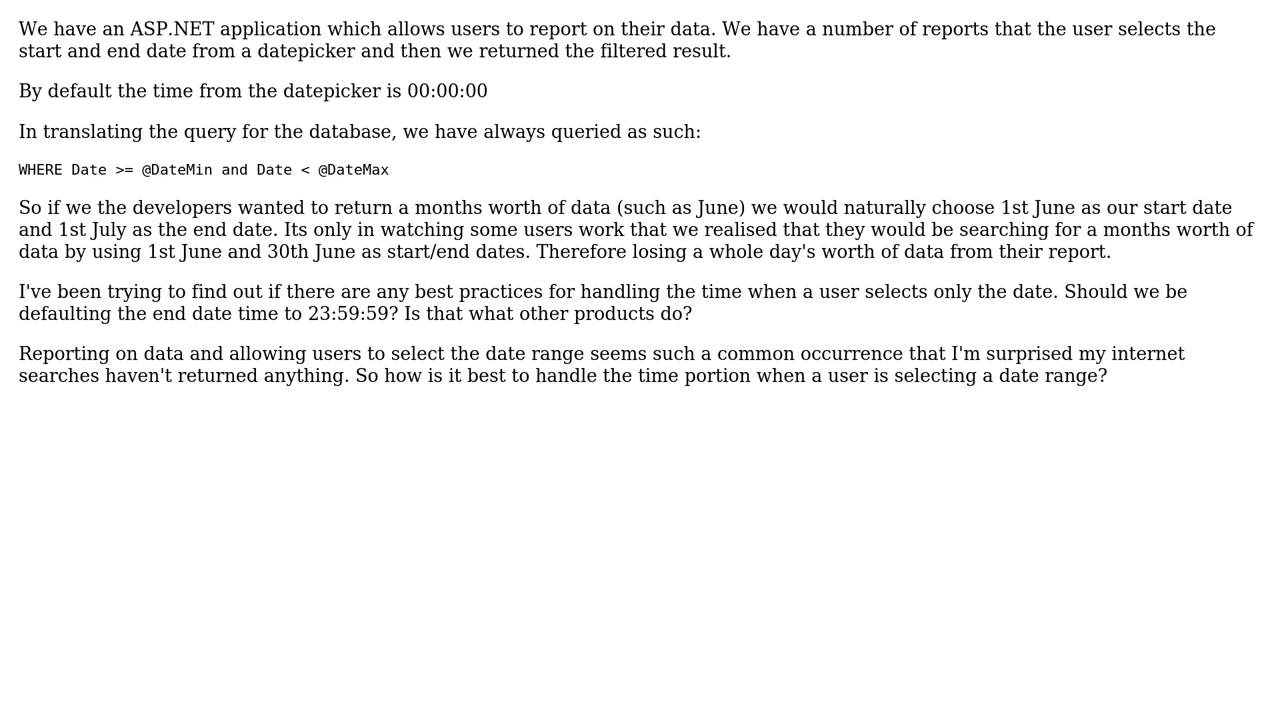 We have an ASP.NET application which allows users to report on their data. We have a number of reports that the user selects the
start and end date from a datepicker and then we returned the filtered result.
By default the time from the datepicker is 00:00:00
In translating the query for the database, we have always queried as such:
WHERE Date >= @DateMin and Date < @DateMax
So if we the developers wanted to return a months worth of data (such as June) we would naturally choose 1st June as our start date
and 1st July as the end date. Its only in watching some users work that we realised that they would be searching for a months worth of
data by using 1st June and 30th June as start/end dates. Therefore losing a whole day's worth of data from their report.
I've been trying to find out if there are any best practices for handling the time when a user selects only the date. Should we be
defaulting the end date time to 23:59:59? Is that what other products do?
Reporting on data and allowing users to select the date range seems such a common occurrence that I'm surprised my internet
searches haven't returned anything. So how is it best to handle the time portion when a user is selecting a date range?